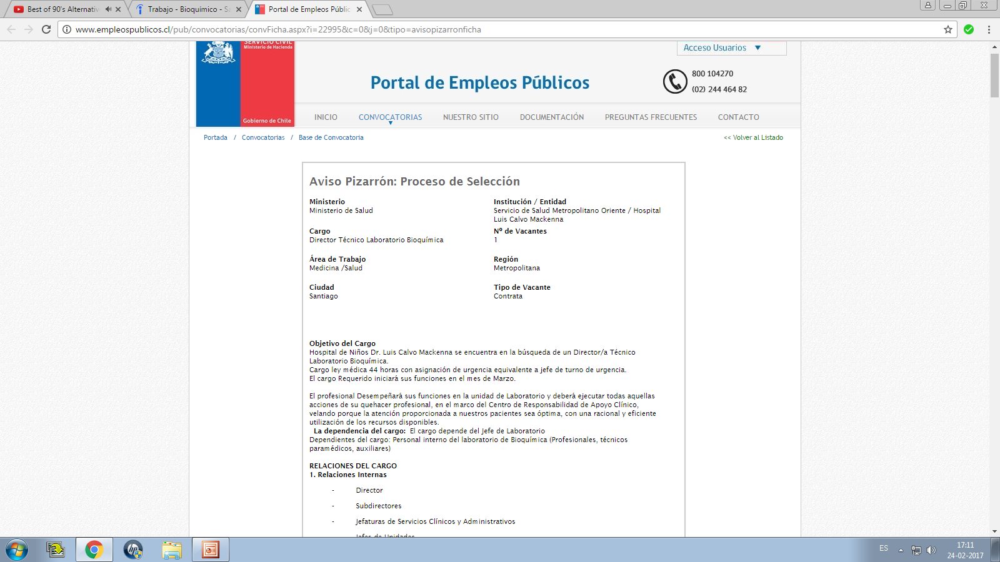 Best of 90's Alternativ
Trabajo - Bioquímico - Sa
Portal de Empleos Públic
www.empleospublicos.cl/pub/convocatorias/convFicha.aspx?i=22995&c=0&j=0&tipo=avisopizarronficha
SERVICIO CIVIL
Ministerio de Hacienda
Gobierno de Chile
Acceso Usuarios
Portal de Empleos Públicos
800 104270
(02) 244 464 82
INICIO CONVOCATORIAS NUESTRO SITIO DOCUMENTACIÓN PREGUNTAS FRECUENTES CONTACTO
Portada / Convocatorias / Base de Convocatoria << Volver al Listado
Aviso Pizarrón: Proceso de Selección
Ministerio
Ministerio de Salud
Institución / Entidad
Servicio de Salud Metropolitano Oriente / Hospital
Luis Calvo Mackenna
Cargo
Director Técnico Laboratorio Bioquímica
Nº de Vacantes
1
Área de Trabajo
Medicina /Salud
Región
Metropolitana
Ciudad
Santiago
Tipo de Vacante
Contrata
Objetivo del Cargo
Hospital de Niños Dr. Luis Calvo Mackenna se encuentra en la búsqueda de un Director/a Técnico
Laboratorio Bioquímica.
Cargo ley médica 44 horas con asignación de urgencia equivalente a jefe de turno de urgencia.
El cargo Requerido iniciará sus funciones en el mes de Marzo.
El profesional Desempeñará sus funciones en la unidad de Laboratorio y deberá ejecutar todas aquellas
acciones de su quehacer profesional, en el marco del Centro de Responsabilidad de Apoyo Clínico,
velando porque la atención proporcionada a nuestros pacientes sea óptima, con una racional y eficiente
utilización de los recursos disponibles.
La dependencia del cargo: El cargo depende del Jefe de Laboratorio
Dependientes del cargo: Personal interno del laboratorio de Bioquímica (Profesionales, técnicos
paramédicos, auxiliares)
RELACIONES DEL CARGO
1. Relaciones Internas
- Director
- Subdirectores
- Jefaturas de Servicios Clínicos y Administrativos
Jefes de Unidades
hp
ES
17:11
24-02-2017